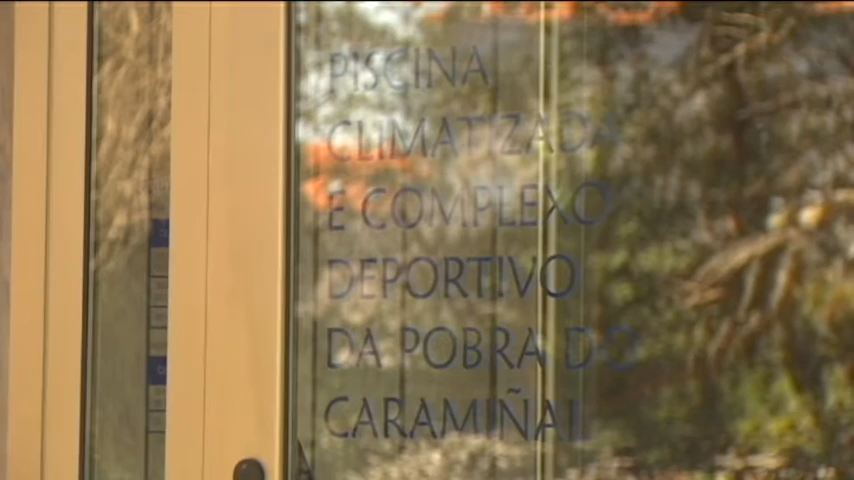 PISCINA
CLIMATIZADA
E COMPLEXO
DEPORTIVO
DA POBRA DO
CARAMIÑAL